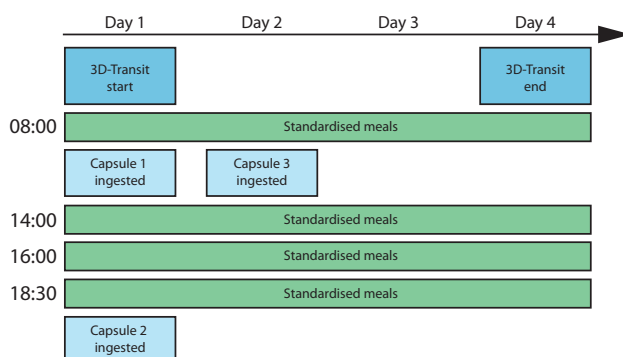 Day 1 Day 2 Day 3 Day 4
3D-Transit
start
3D-Transit
end
08:00 Standardised meals
Capsule 1
ingested
Capsule 3
ingested
14:00 Standardised meals
16:00 Standardised meals
18:30 Standardised meals
Capsule 2
ingested